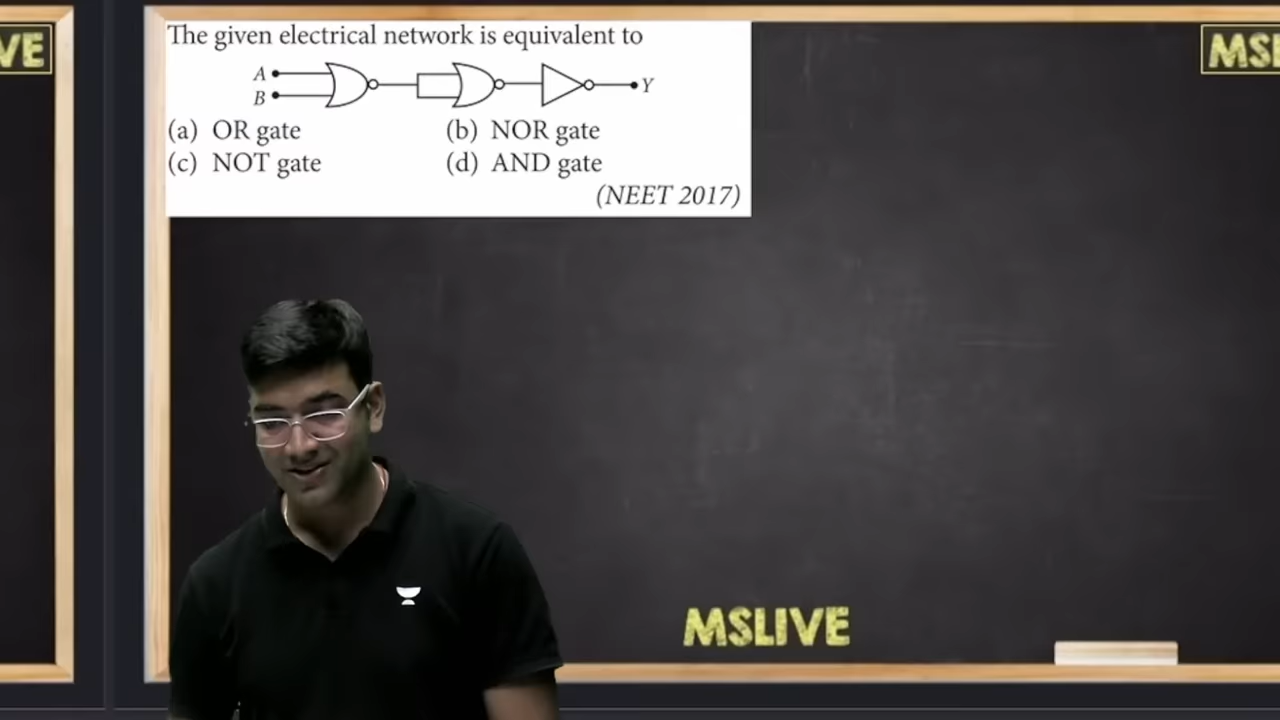 VE
MSI
The given electrical network is equivalent to
A
B
Y
(a) OR gate (b) NOR gate
(c) NOT gate (d) AND gate
(NEET 2017)
MSLIVE